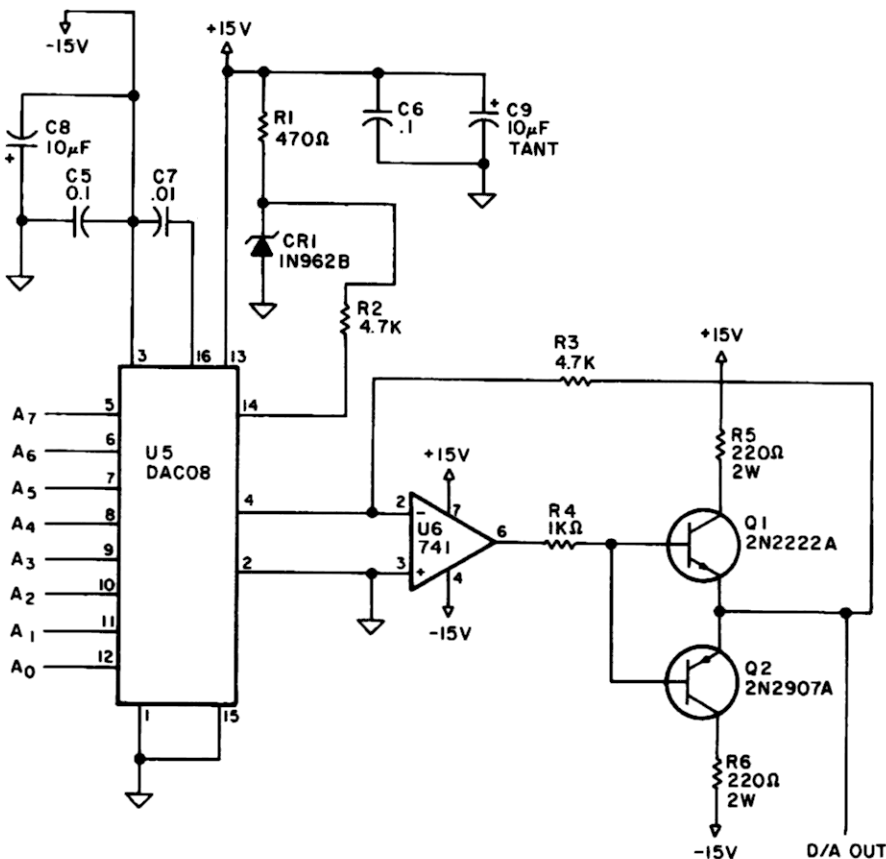 -15V
+15V
C8
10µF
+
C5
0.1
C7
.01
R1
470Ω
C6
.1
+
C9
10µF
TANT
CR1
1N962B
R2
4.7K
3
16
13
14
U5
DAC08
A7
5
A6
6
A5
7
A4
8
A3
9
A2
10
A1
11
A0
12
4
2
1
15
R3
4.7K
+15V
2
-
7
U6
741
6
3
+
4
-15V
R4
1KΩ
+15V
R5
220Ω
2W
Q1
2N2222A
Q2
2N2907A
R6
220Ω
2W
-15V
D/A OUT